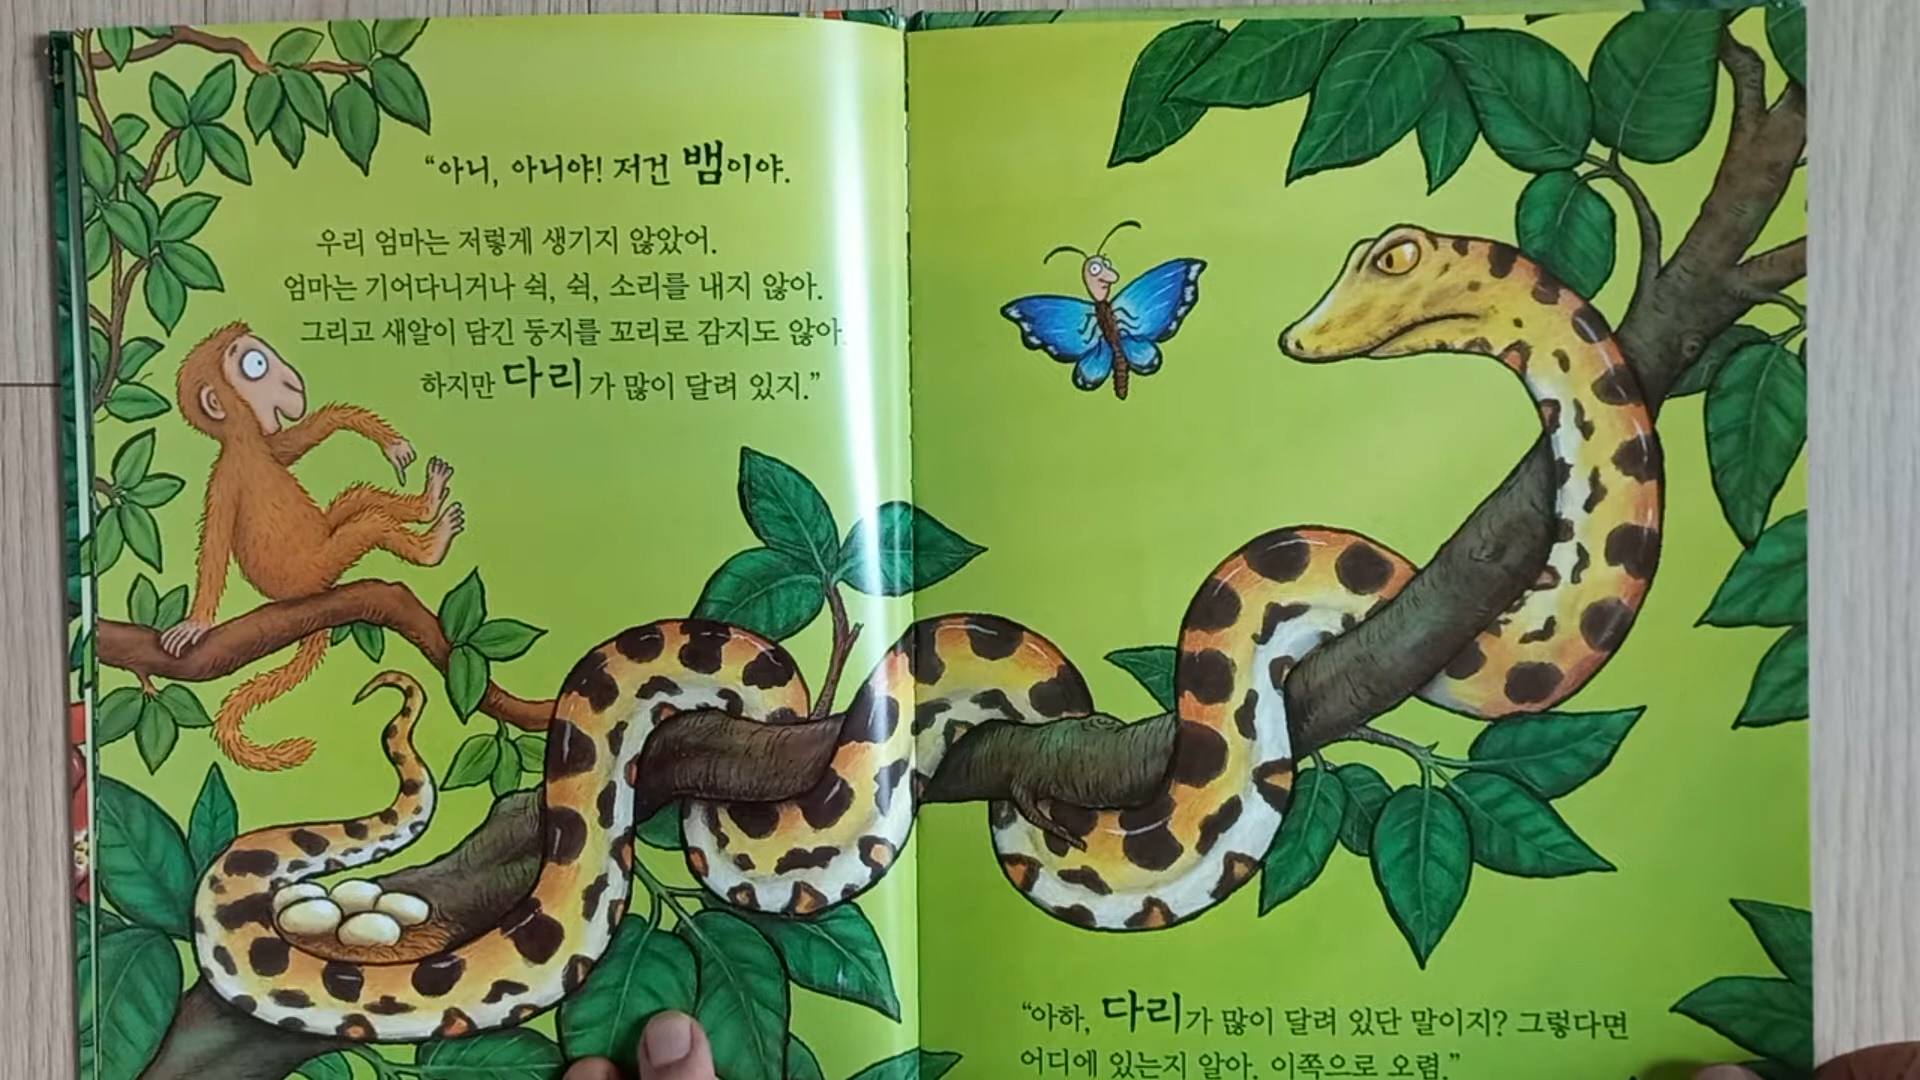 “아니, 아니야! 저건 뱀이야.
우리 엄마는 저렇게 생기지 않았어.
엄마는 기어다니거나 쉭, 쉭, 소리를 내지 않아.
그리고 새알이 담긴 둥지를 꼬리로 감지도 않아.
하지만 다리가 많이 달려 있지.”
“아하, 다리가 많이 달려 있단 말이지? 그렇다면
어디에 있는지 알아. 이쪽으로 오렴.”